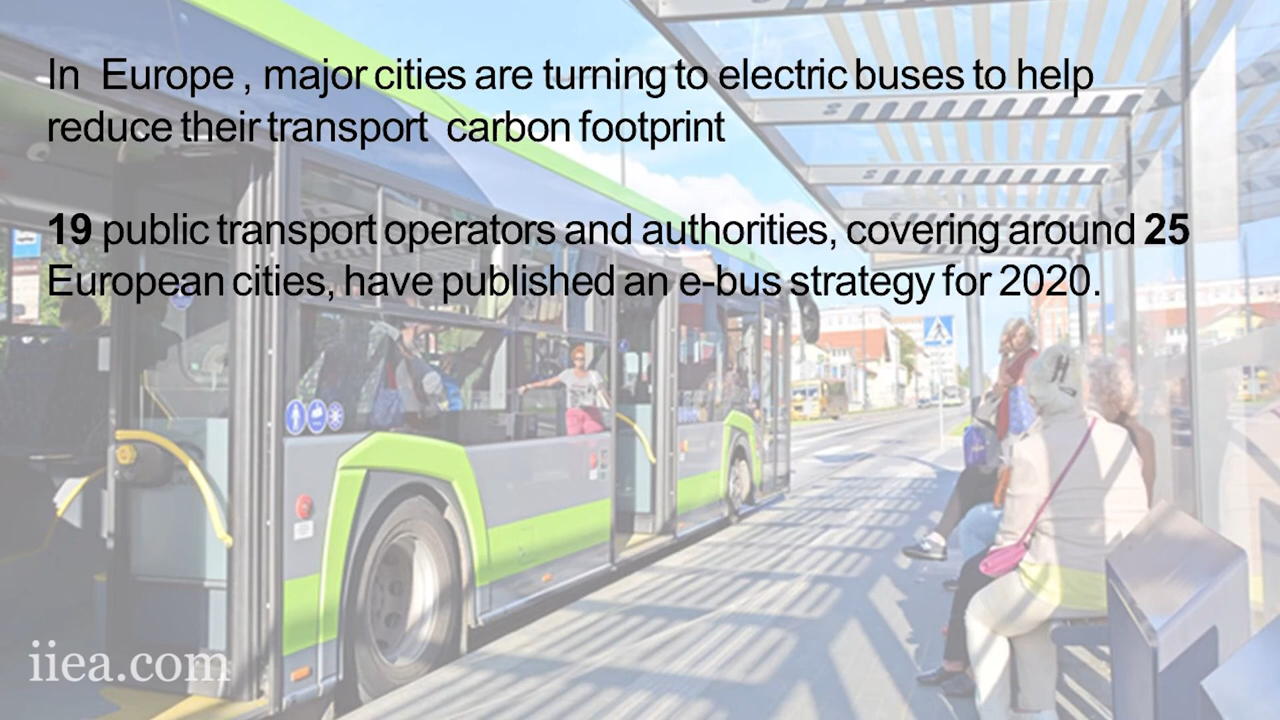 In Europe , major cities are turning to electric buses to help
reduce their transport carbon footprint
19 public transport operators and authorities, covering around 25
European cities, have published an e-bus strategy for 2020.
iiea.com